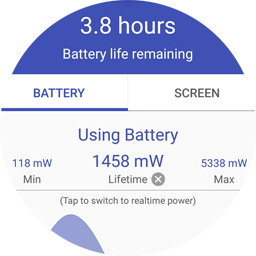 3.8 hours
Battery life remaining
BATTERY SCREEN
Using Battery
118 mW 1458 mW 5338 mW
Min Lifetime Max
(Tap to switch to realtime power)